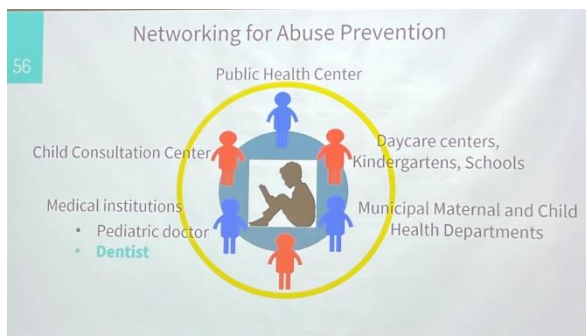 Networking for Abuse Prevention
56
Public Health Center
Child Consultation Center
Daycare centers,
Kindergartens, Schools
Medical institutions
• Pediatric doctor
• Dentist
Municipal Maternal and Child
Health Departments